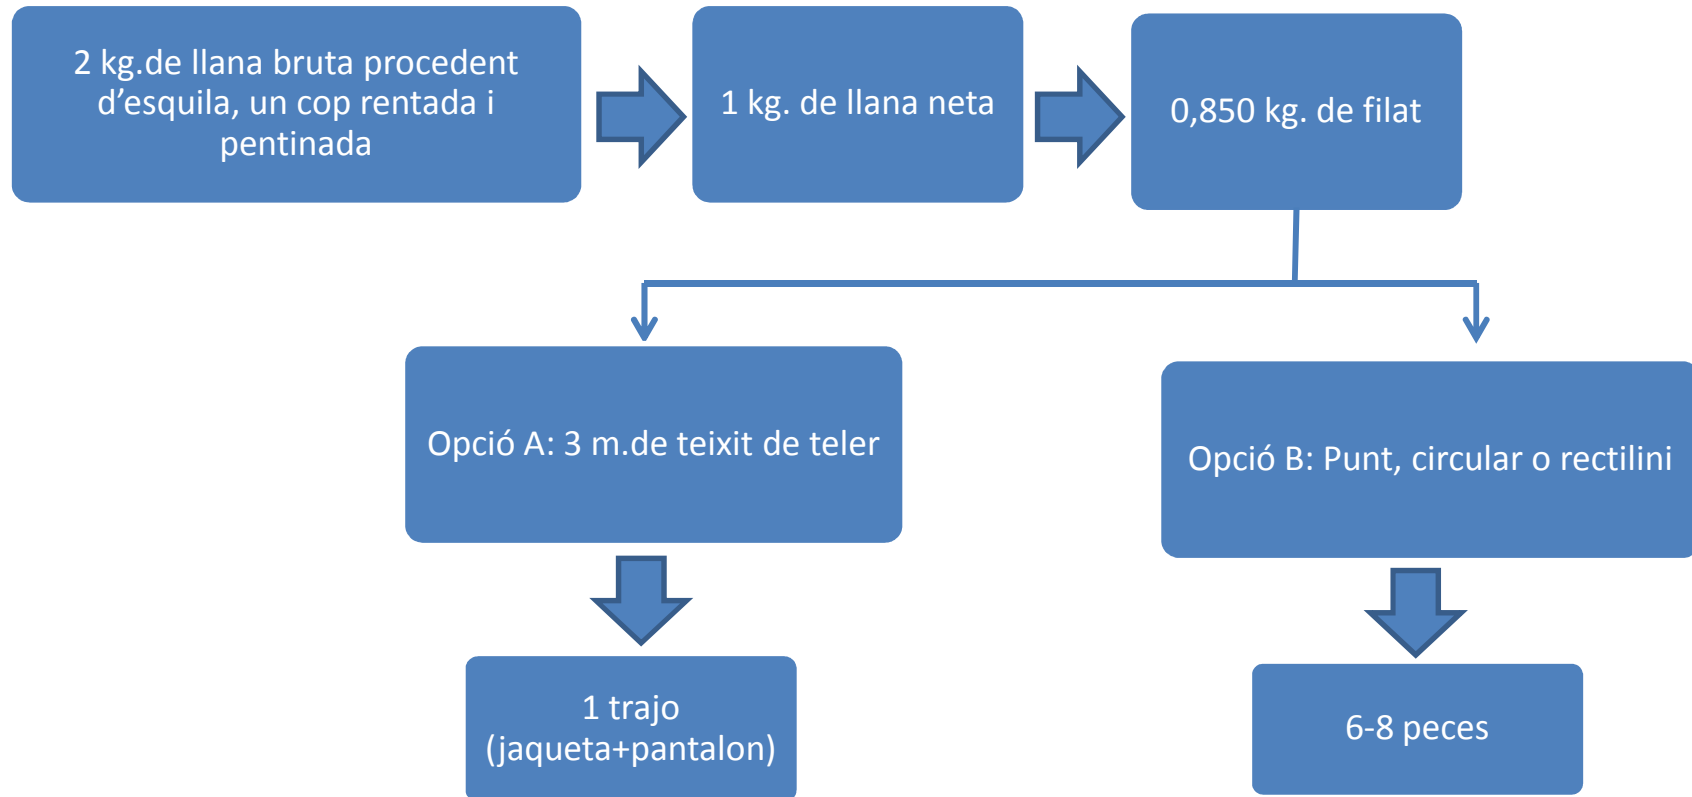 2 kg.de llana bruta procedent
d’esquila, un cop rentada i
pentinada
1 kg. de llana neta
0,850 kg. de filat
Opció A: 3 m.de teixit de teler
Opció B: Punt, circular o rectilini
1 trajo
(jaqueta+pantalon)
6-8 peces